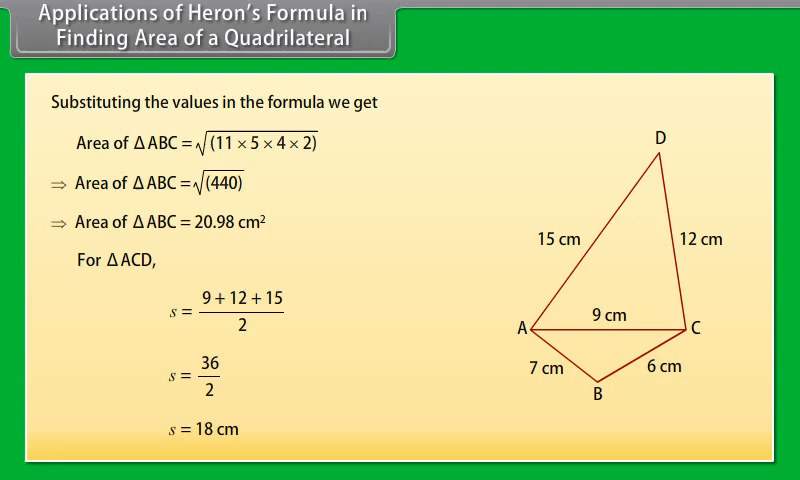 Applications of Heron's Formula in
Finding Area of a Quadrilateral
Substituting the values in the formula we get
Area of Δ ABC = √(11 × 5 × 4 × 2)
⇒ Area of Δ ABC = √(440)
⇒ Area of Δ ABC = 20.98 cm²
For Δ ACD,
s = (9 + 12 + 15)/2
s = 36/2
s = 18 cm
D
15 cm
12 cm
9 cm
A
C
7 cm
6 cm
B